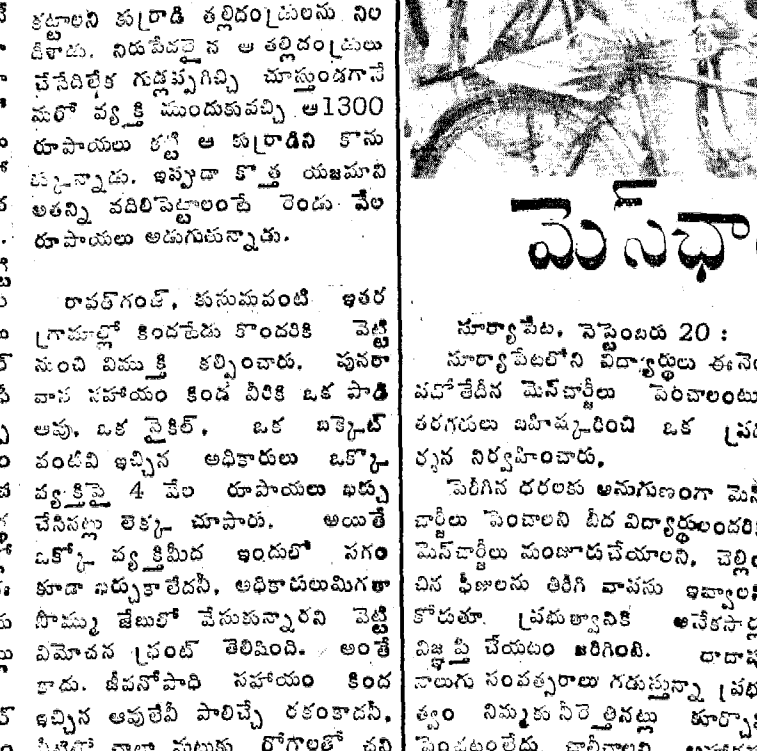 కట్టాలని కుర్రాడి తల్లిదండ్రులను నిల
దీశాడు. నిరుపేదలైన ఆ తల్లిదండ్రులు
చేసేదిలేక గుడ్లప్పగిచ్చి చూస్తుండగానే
మరో వ్యక్తి ముందుకువచ్చి ఆ 1300
రూపాయలు కట్టి ఆ కుర్రాడిని కొను
క్కున్నాడు. ఇప్పుడా కొత్త యజమాని
అతన్ని వదిలిపెట్టాలంటే రెండు వేల
రూపాయలు అడుగుతున్నాడు.
రావత్‌గంజ్, కుసుమవంటి ఇతర
గ్రామాల్లో కిందటేడు కొందరికి వెట్టి
నుంచి విముక్తి కల్పించారు. పునరా
వాస సహాయం కింద వీరికి ఒక పాడి
ఆవు, ఒక సైకిల్, ఒక బక్కెట్
వంటివి ఇచ్చిన అధికారులు ఒక్కొ
వ్యక్తిపై 4 వేల రూపాయలు ఖర్చు
చేసినట్లు లెక్క చూపారు. అయితే
ఒక్కో వ్యక్తిమీద ఇందులో సగం
కూడా ఖర్చుకాలేదనీ, అధికారులుమిగతా
సొమ్ము జేబులో వేసుకున్నారని వెట్టి
విమోచన ఫ్రంట్ తెలిపింది. అంతే
కాదు. జీవనోపాధి సహాయం కింద
ఇచ్చిన ఆవులేవీ పాలిచ్చే రకంకాదనీ,
వీటిలో చాలా మటుకు రోగాలతో చని
మెస్‌ఛా
సూర్యాపేట, సెప్టెంబరు 20 :
సూర్యాపేటలోని విద్యార్థులు ఈనె
పదోతేదీన మెస్‌చార్జీలు పెంచాలంటు
తరగతులు బహిష్కరించి ఒక ప్రద
ర్శన నిర్వహించారు.
పెరిగిన ధరలకు అనుగుణంగా మెస్
చార్జీలు పెంచాలని బీద విద్యార్థులందరికి
మెస్‌చార్జీలు మంజూరుచేయాలని, చెల్లిం
చిన ఫీజులను తిరిగి వాపసు ఇవ్వాలని
కోరుతూ ప్రభుత్వానికి అనేకసార్లు
విజ్ఞప్తి చేయటం జరిగింది. దాదాపు
నాలుగు సంవత్సరాలు గడుస్తున్నా ప్రభు
త్వం నిమ్మకు నీరెత్తినట్లు కూర్చొ
పెంచటంలేదు